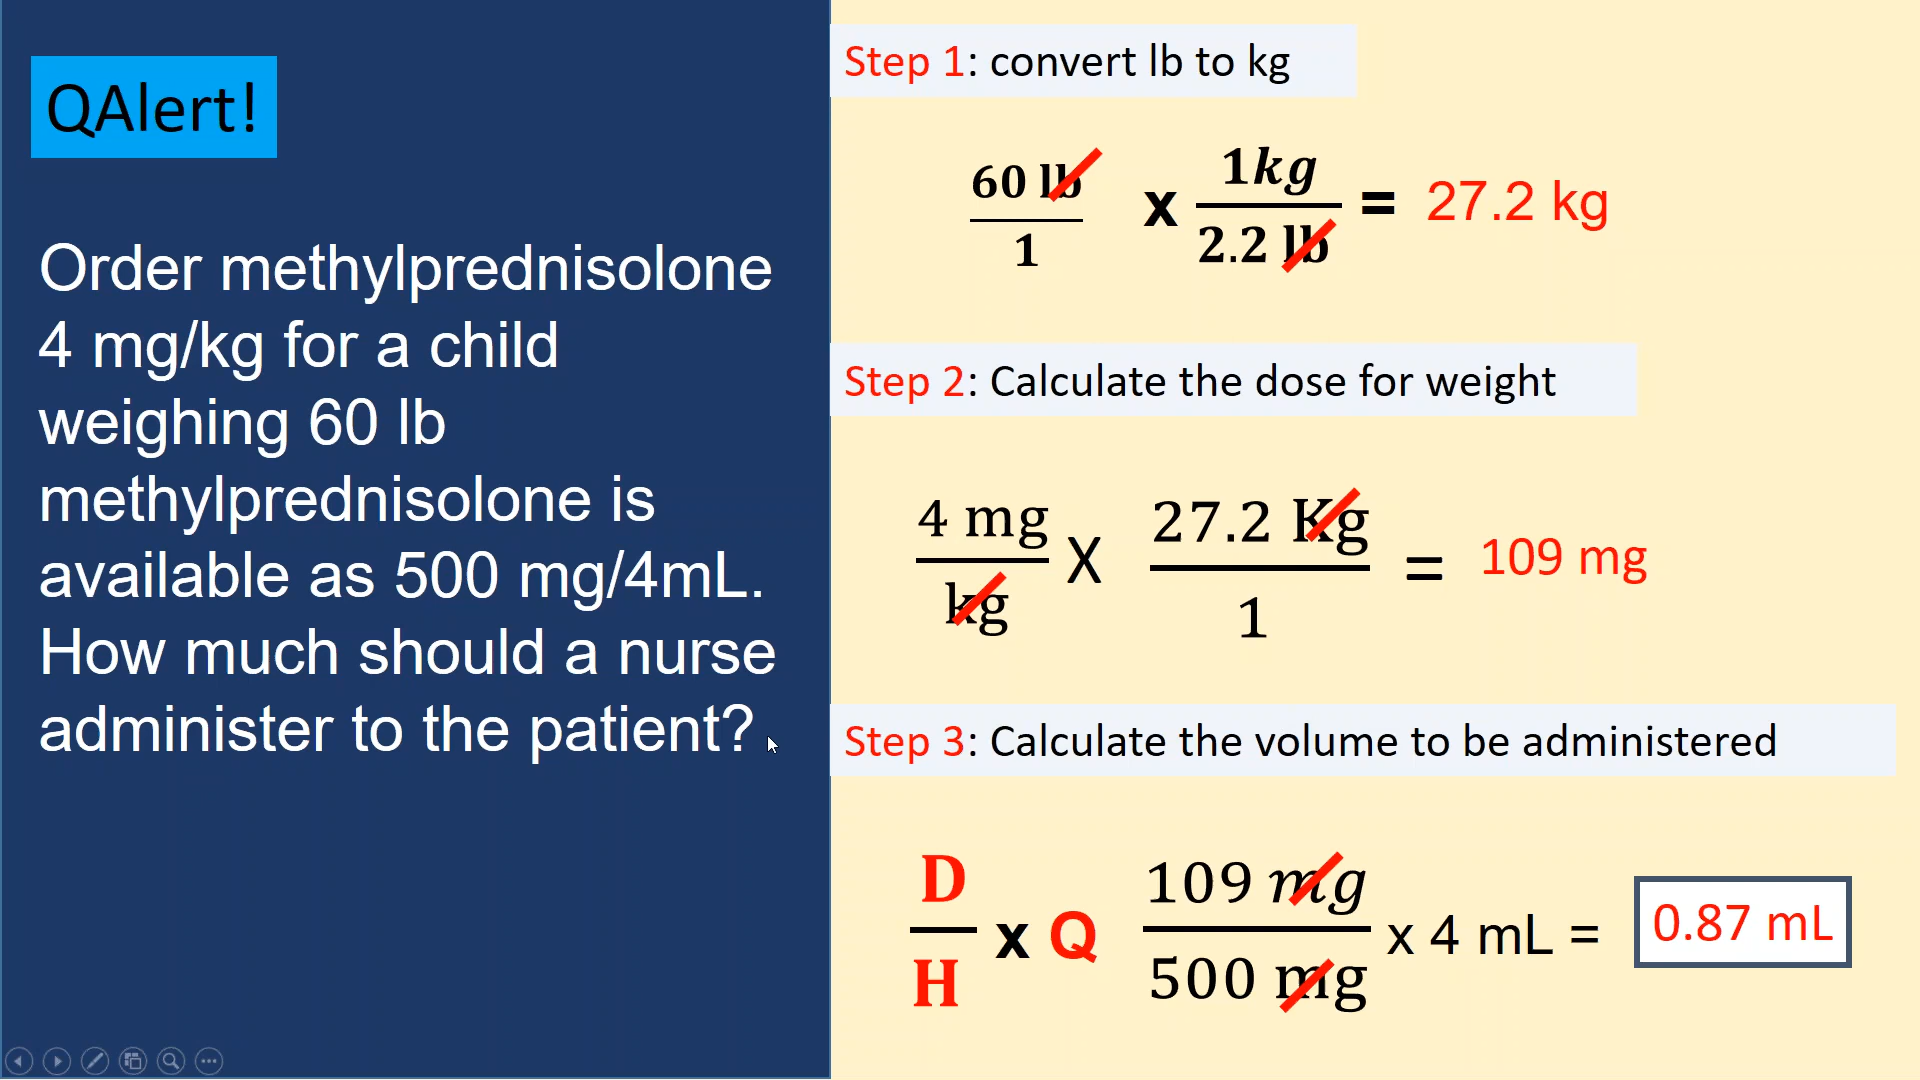 QAlert!
Order methylprednisolone
4 mg/kg for a child
weighing 60 lb
methylprednisolone is
available as 500 mg/4mL.
How much should a nurse
administer to the patient?
Step 1: convert lb to kg
60 lb
1
x
1kg
2.2 lb
= 27.2 kg
Step 2: Calculate the dose for weight
4 mg
kg
X
27.2 Kg
1
= 109 mg
Step 3: Calculate the volume to be administered
D
H
x Q
109 mg
500 mg
x 4 mL =
0.87 mL